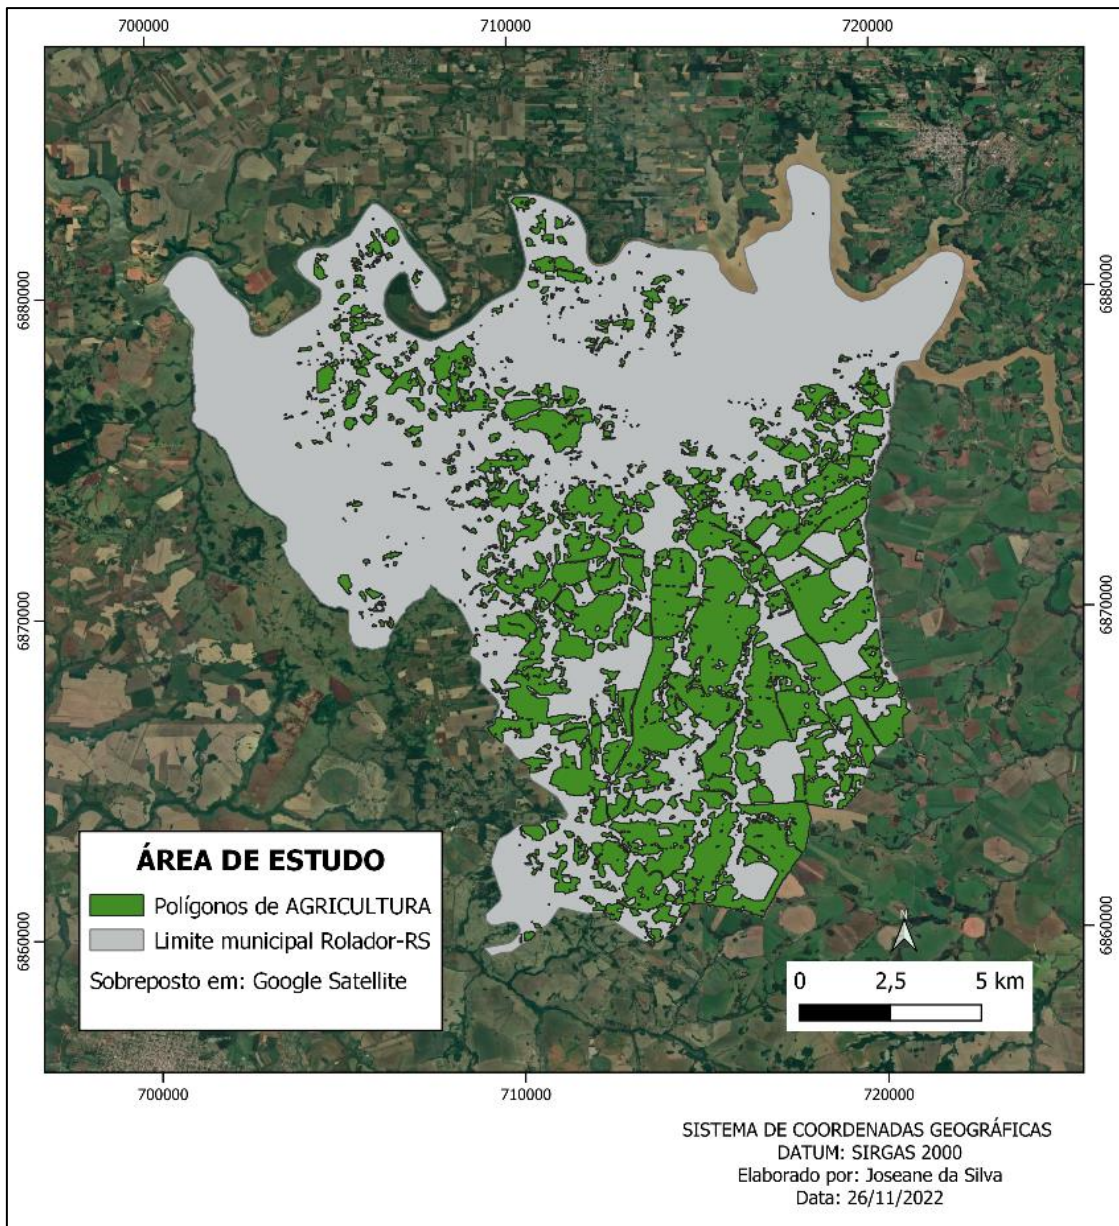 700000
710000
720000
6880000
6880000
6870000
6870000
6860000
6860000
ÁREA DE ESTUDO
Polígonos de AGRICULTURA
Limite municipal Rolador-RS
Sobreposto em: Google Satellite
N
0 2,5 5 km
700000
710000
720000
SISTEMA DE COORDENADAS GEOGRÁFICAS
DATUM: SIRGAS 2000
Elaborado por: Joseane da Silva
Data: 26/11/2022